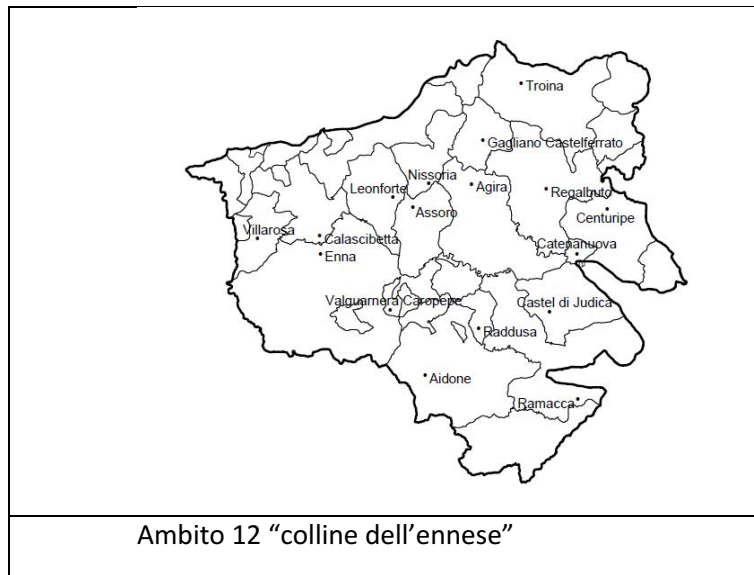 Troina
Gagliano Castelferrato
Nissoria
Leonforte
Agira
Regalbuto
Assoro
Centuripe
Villarosa
Calascibetta
Enna
Catenanuova
Valguarnera Caropepe
Castel di Judica
Raddusa
Aidone
Ramacca
Ambito 12 “colline dell’ennese”